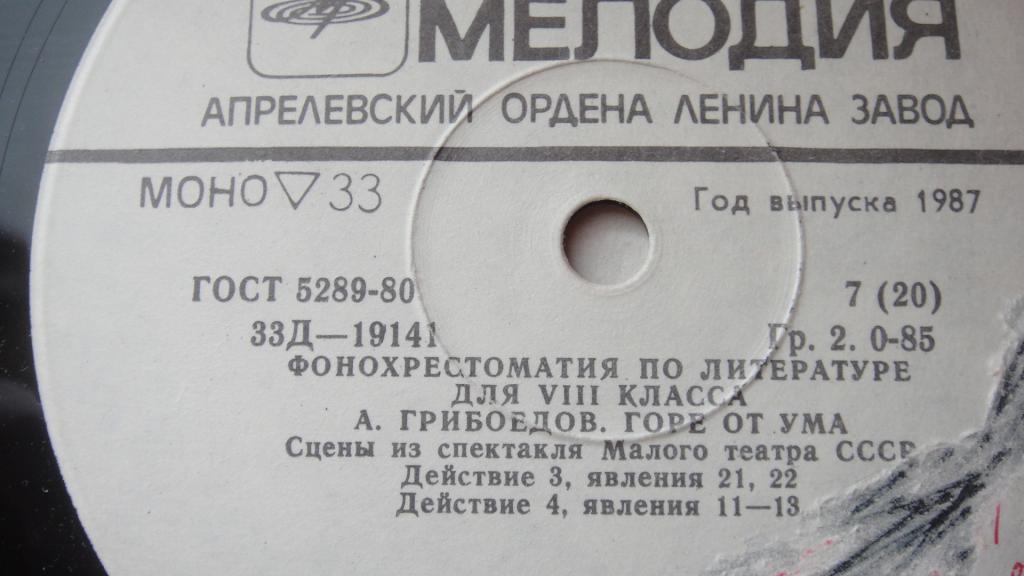 МЕЛОДИЯ
АПРЕЛЕВСКИЙ ОРДЕНА ЛЕНИНА ЗАВОД
МОНО ▽ 33 Год выпуска 1987
ГОСТ 5289-80 7 (20)
33Д—19141 Гр. 2. 0-85
ФОНОХРЕСТОМАТИЯ ПО ЛИТЕРАТУРЕ
ДЛЯ VIII КЛАССА
А. ГРИБОЕДОВ. ГОРЕ ОТ УМА
Сцены из спектакля Малого театра СССР
Действие 3, явления 21, 22
Действие 4, явления 11—13